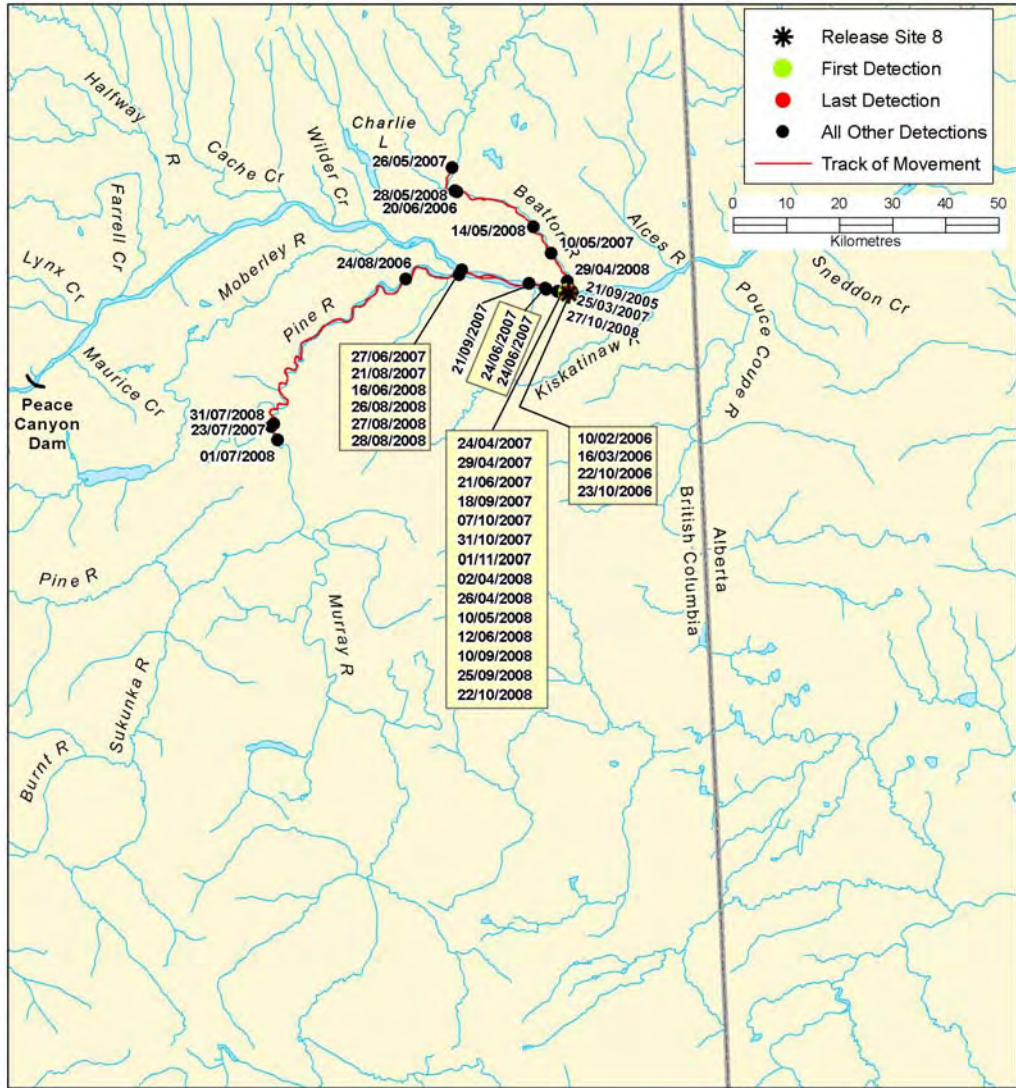 Release Site 8
First Detection
Last Detection
All Other Detections
Track of Movement
0 10 20 30 40 50
Kilometres
Halfway
R
Cache Cr
Wilder Cr
Charlie
L
Farrell Cr
Lynx Cr
Moberley R
Maurice Cr
Peace
Canyon
Dam
Pine R
Beatton R
Alces R
Sneddon Cr
Pouce Coupe R
Kiskatinaw
26/05/2007
28/05/2008
20/06/2006
14/05/2008
10/05/2007
29/04/2008
21/09/2005
25/03/2007
27/10/2008
24/08/2006
21/09/2007
24/06/2007
24/06/2007
27/06/2007
21/08/2007
16/06/2008
26/08/2008
27/08/2008
28/08/2008
31/07/2008
23/07/2007
01/07/2008
24/04/2007
29/04/2007
21/06/2007
18/09/2007
07/10/2007
31/10/2007
01/11/2007
02/04/2008
26/04/2008
10/05/2008
12/06/2008
10/09/2008
25/09/2008
22/10/2008
10/02/2006
16/03/2006
22/10/2006
23/10/2006
British Columbia
Alberta
Pine R
Murray R
Sukunka R
Burnt R